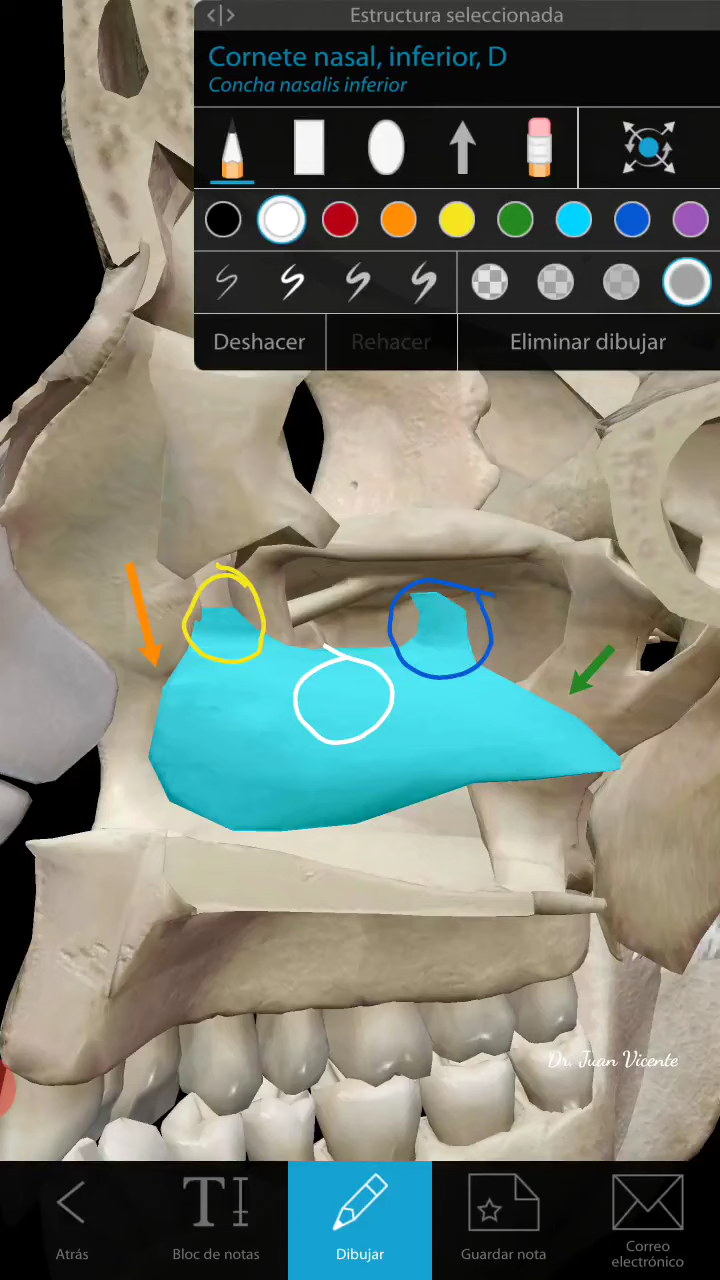 Estructura seleccionada
Cornete nasal, inferior, D
Concha nasalis inferior
Deshacer
Rehacer
Eliminar dibujar
Dr. Juan Vicente
Atrás
Bloc de notas
Dibujar
Guardar nota
Correo
electrónico